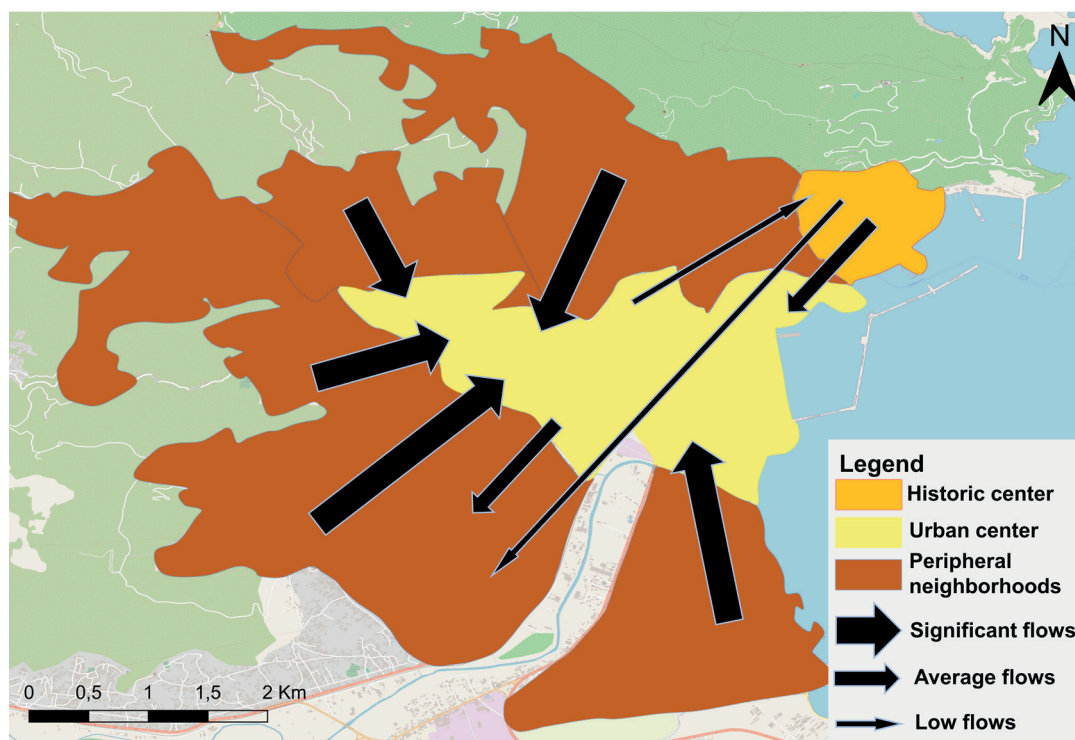 N
Legend
Historic center
Urban center
Peripheral
neighborhoods
Significant flows
Average flows
Low flows
0 0,5 1 1,5 2 Km